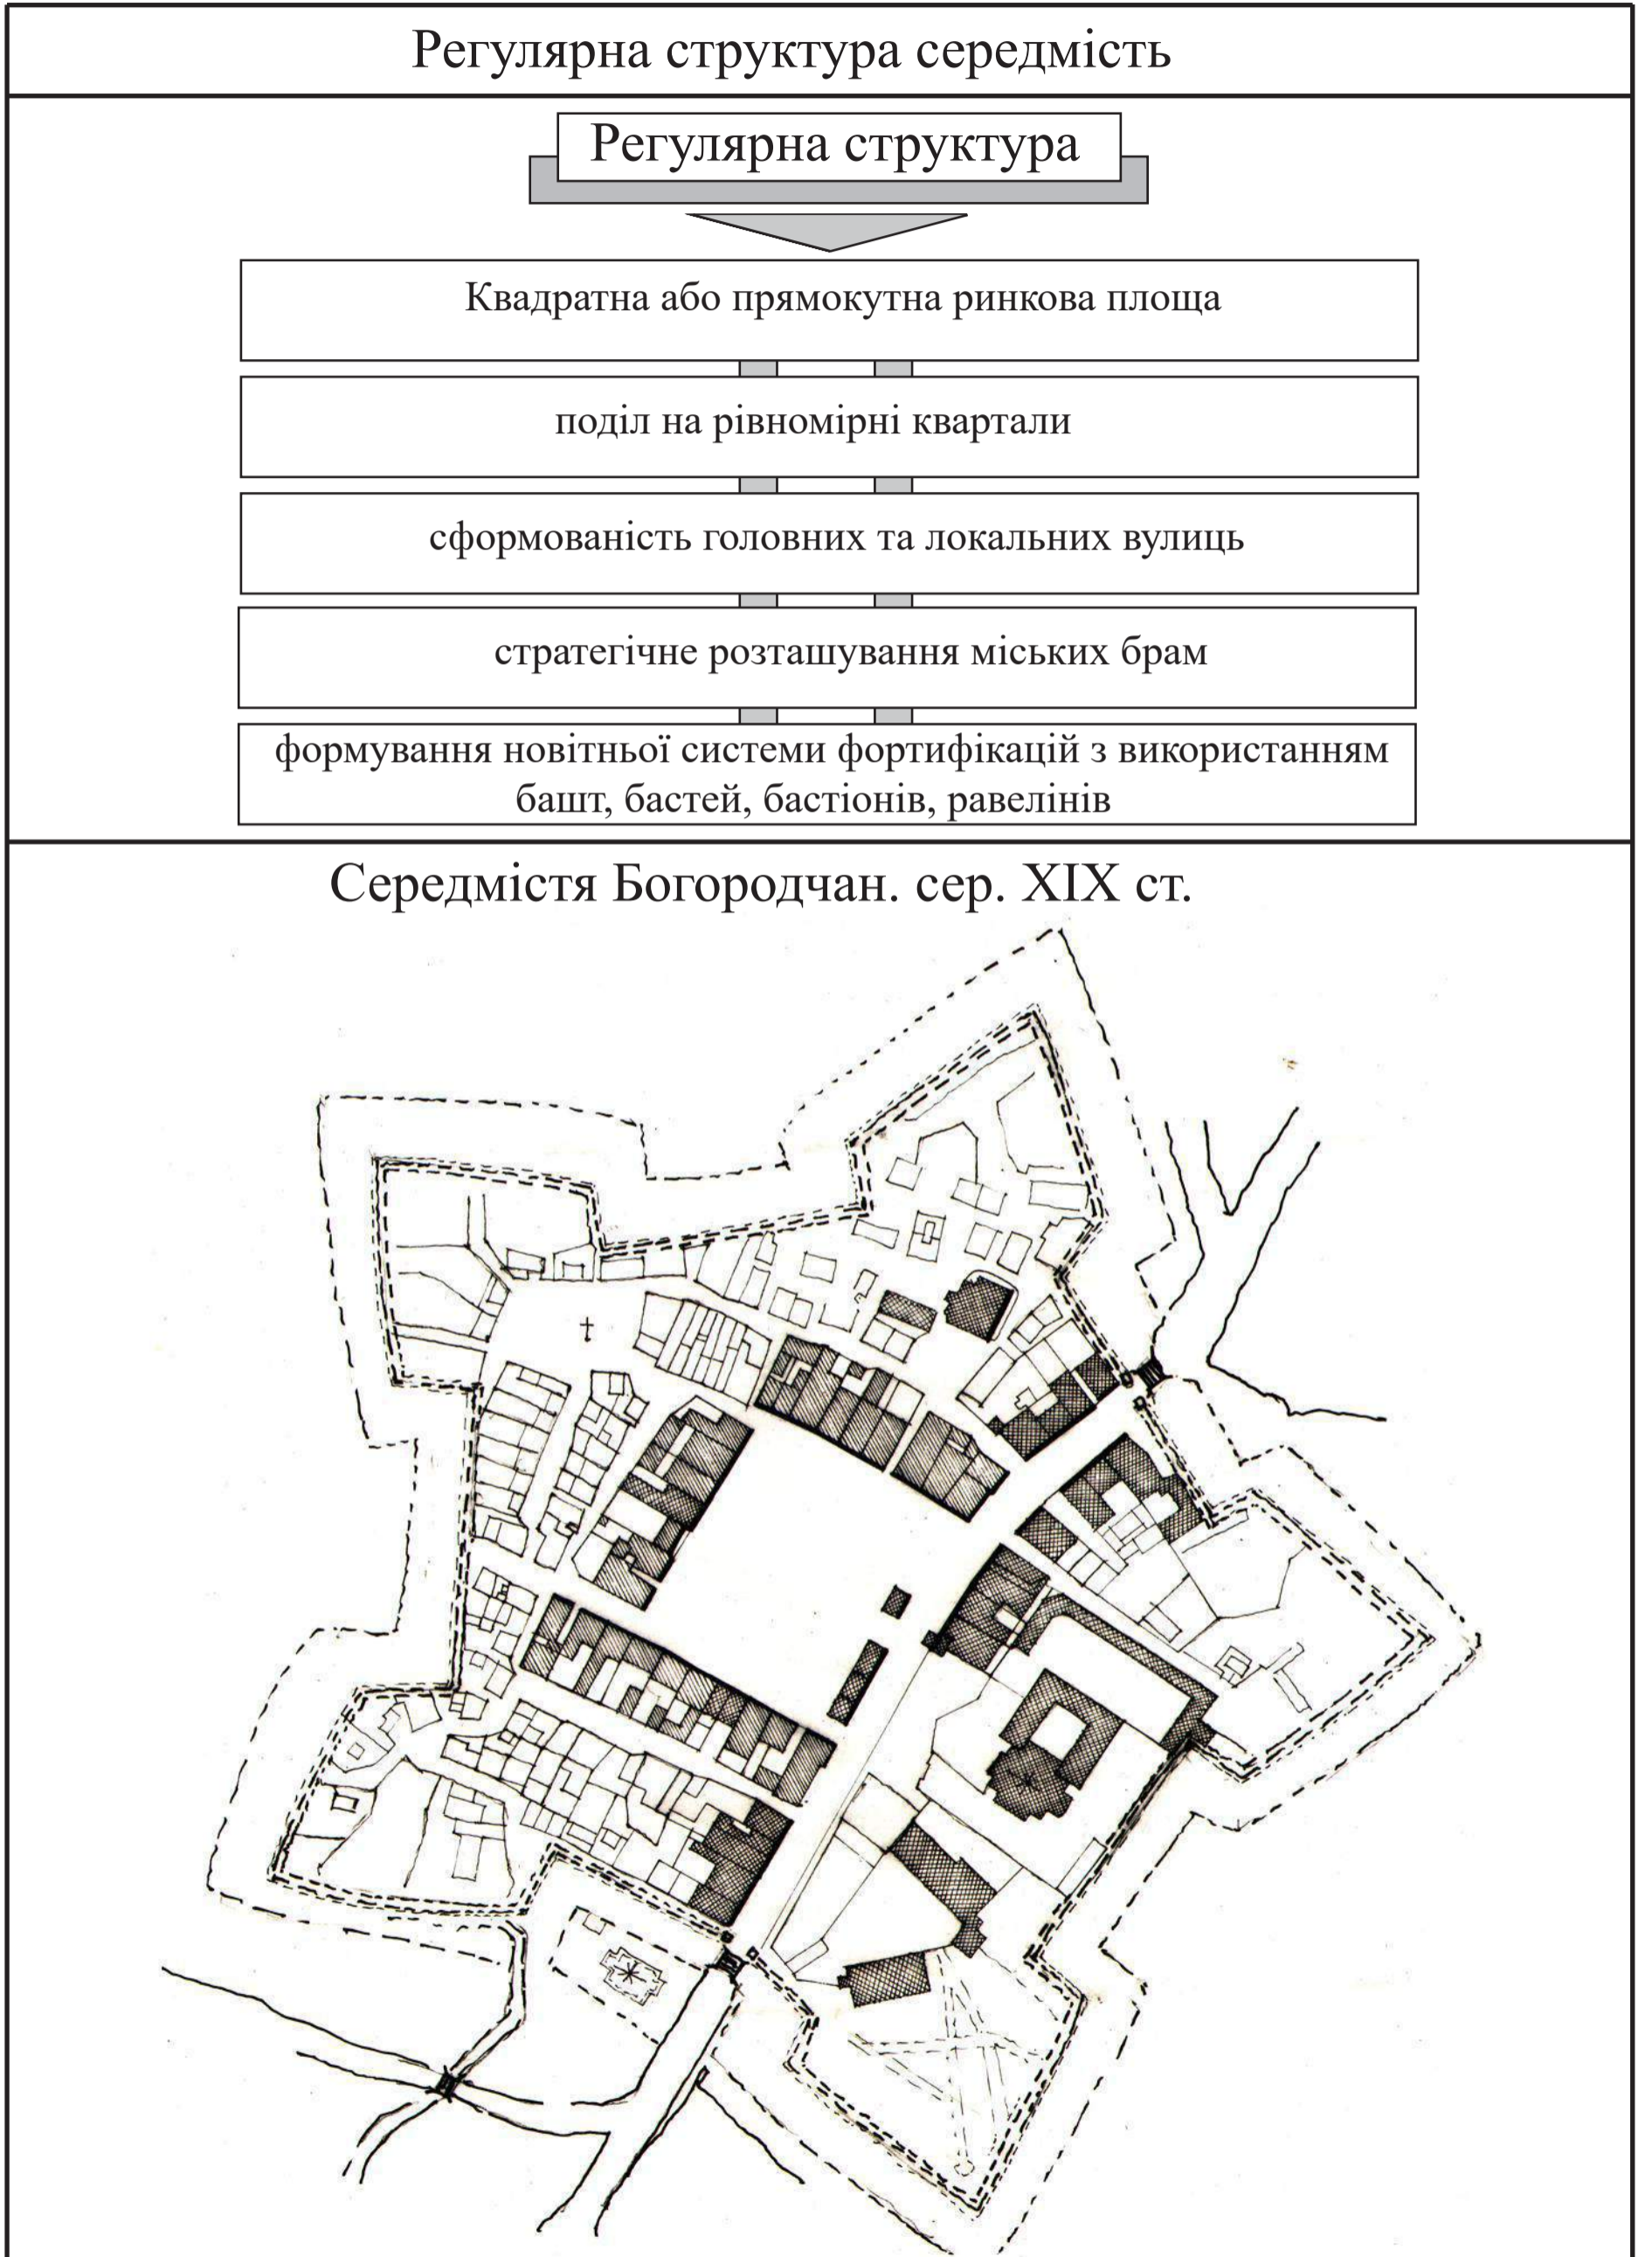 Регулярна структура середмість
Регулярна структура
Квадратна або прямокутна ринкова площа
поділ на рівномірні квартали
сформованість головних та локальних вулиць
стратегічне розташування міських брам
формування новітньої системи фортифікацій з використанням
башт, бастей, бастіонів, равелінів
Середмістя Богородчан. сер. XIX ст.